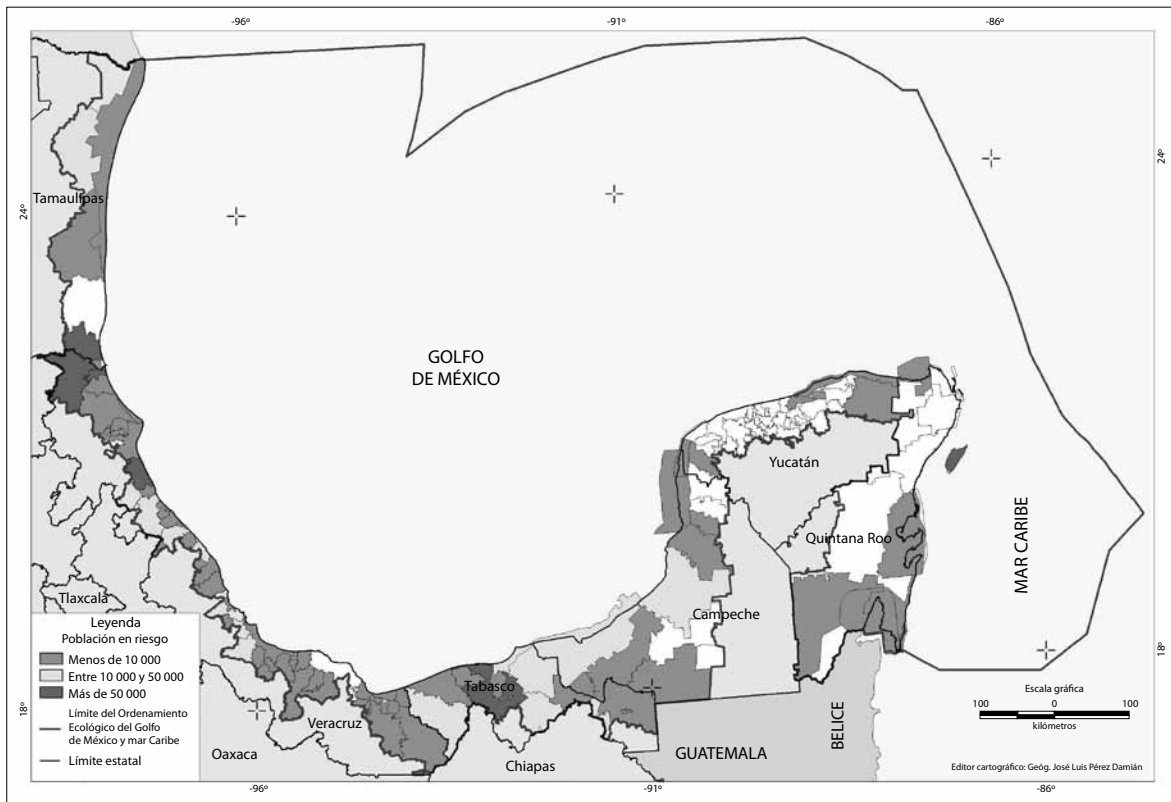 -96°
-91°
-86°
24°
24°
Tamaulipas
GOLFO
DE MÉXICO
Yucatán
Quintana Roo
MAR CARIBE
Campeche
Tlaxcala
Tabasco
Veracruz
Oaxaca
Chiapas
GUATEMALA
BELICE
18°
18°
Leyenda
Población en riesgo
Menos de 10 000
Entre 10 000 y 50 000
Más de 50 000
Límite del Ordenamiento
Ecológico del Golfo
de México y mar Caribe
Límite estatal
Escala gráfica
100 0 100
kilómetros
Editor cartográfico: Geóg. José Luis Pérez Damián
-96°
-91°
-86°